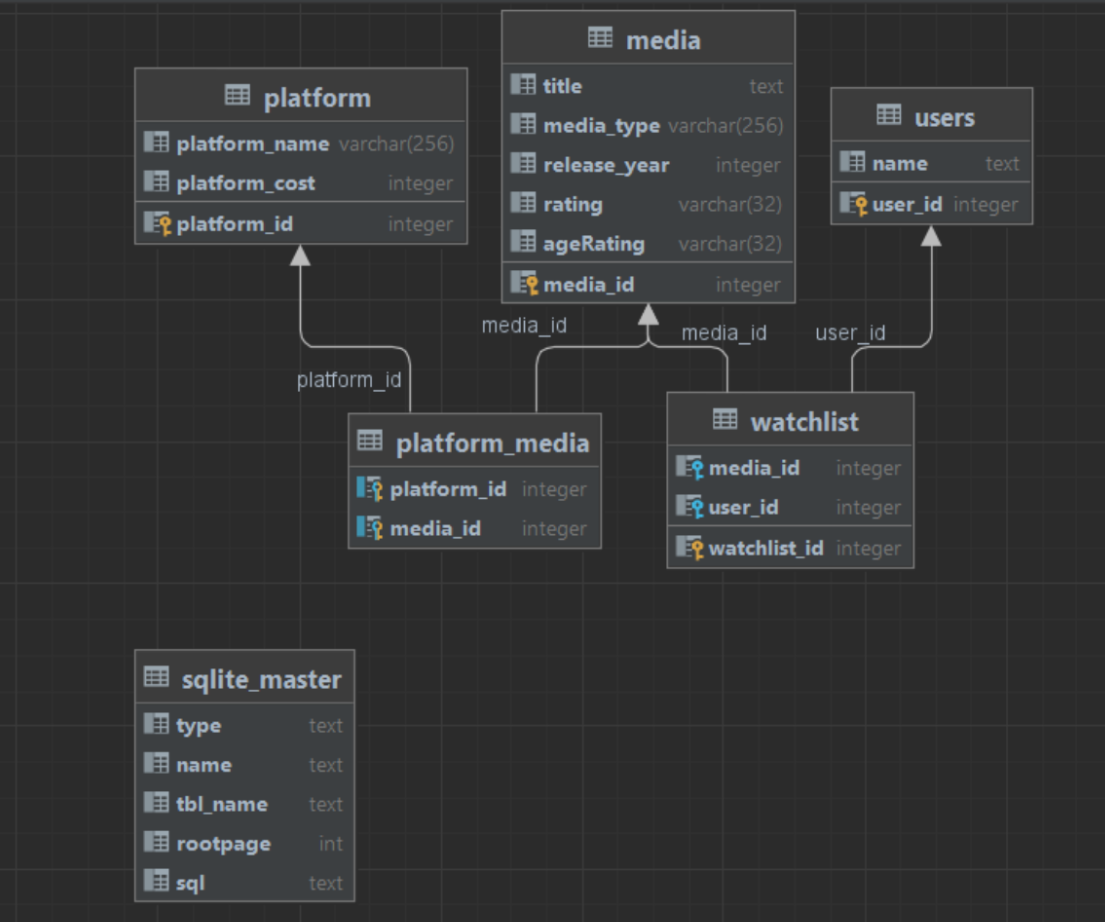 media
title text
media_type varchar(256)
release_year integer
rating varchar(32)
ageRating varchar(32)
media_id integer
platform
platform_name varchar(256)
platform_cost integer
platform_id integer
users
name text
user_id integer
media_id
media_id
user_id
platform_id
platform_media
platform_id integer
media_id integer
watchlist
media_id integer
user_id integer
watchlist_id integer
sqlite_master
type text
name text
tbl_name text
rootpage int
sql text